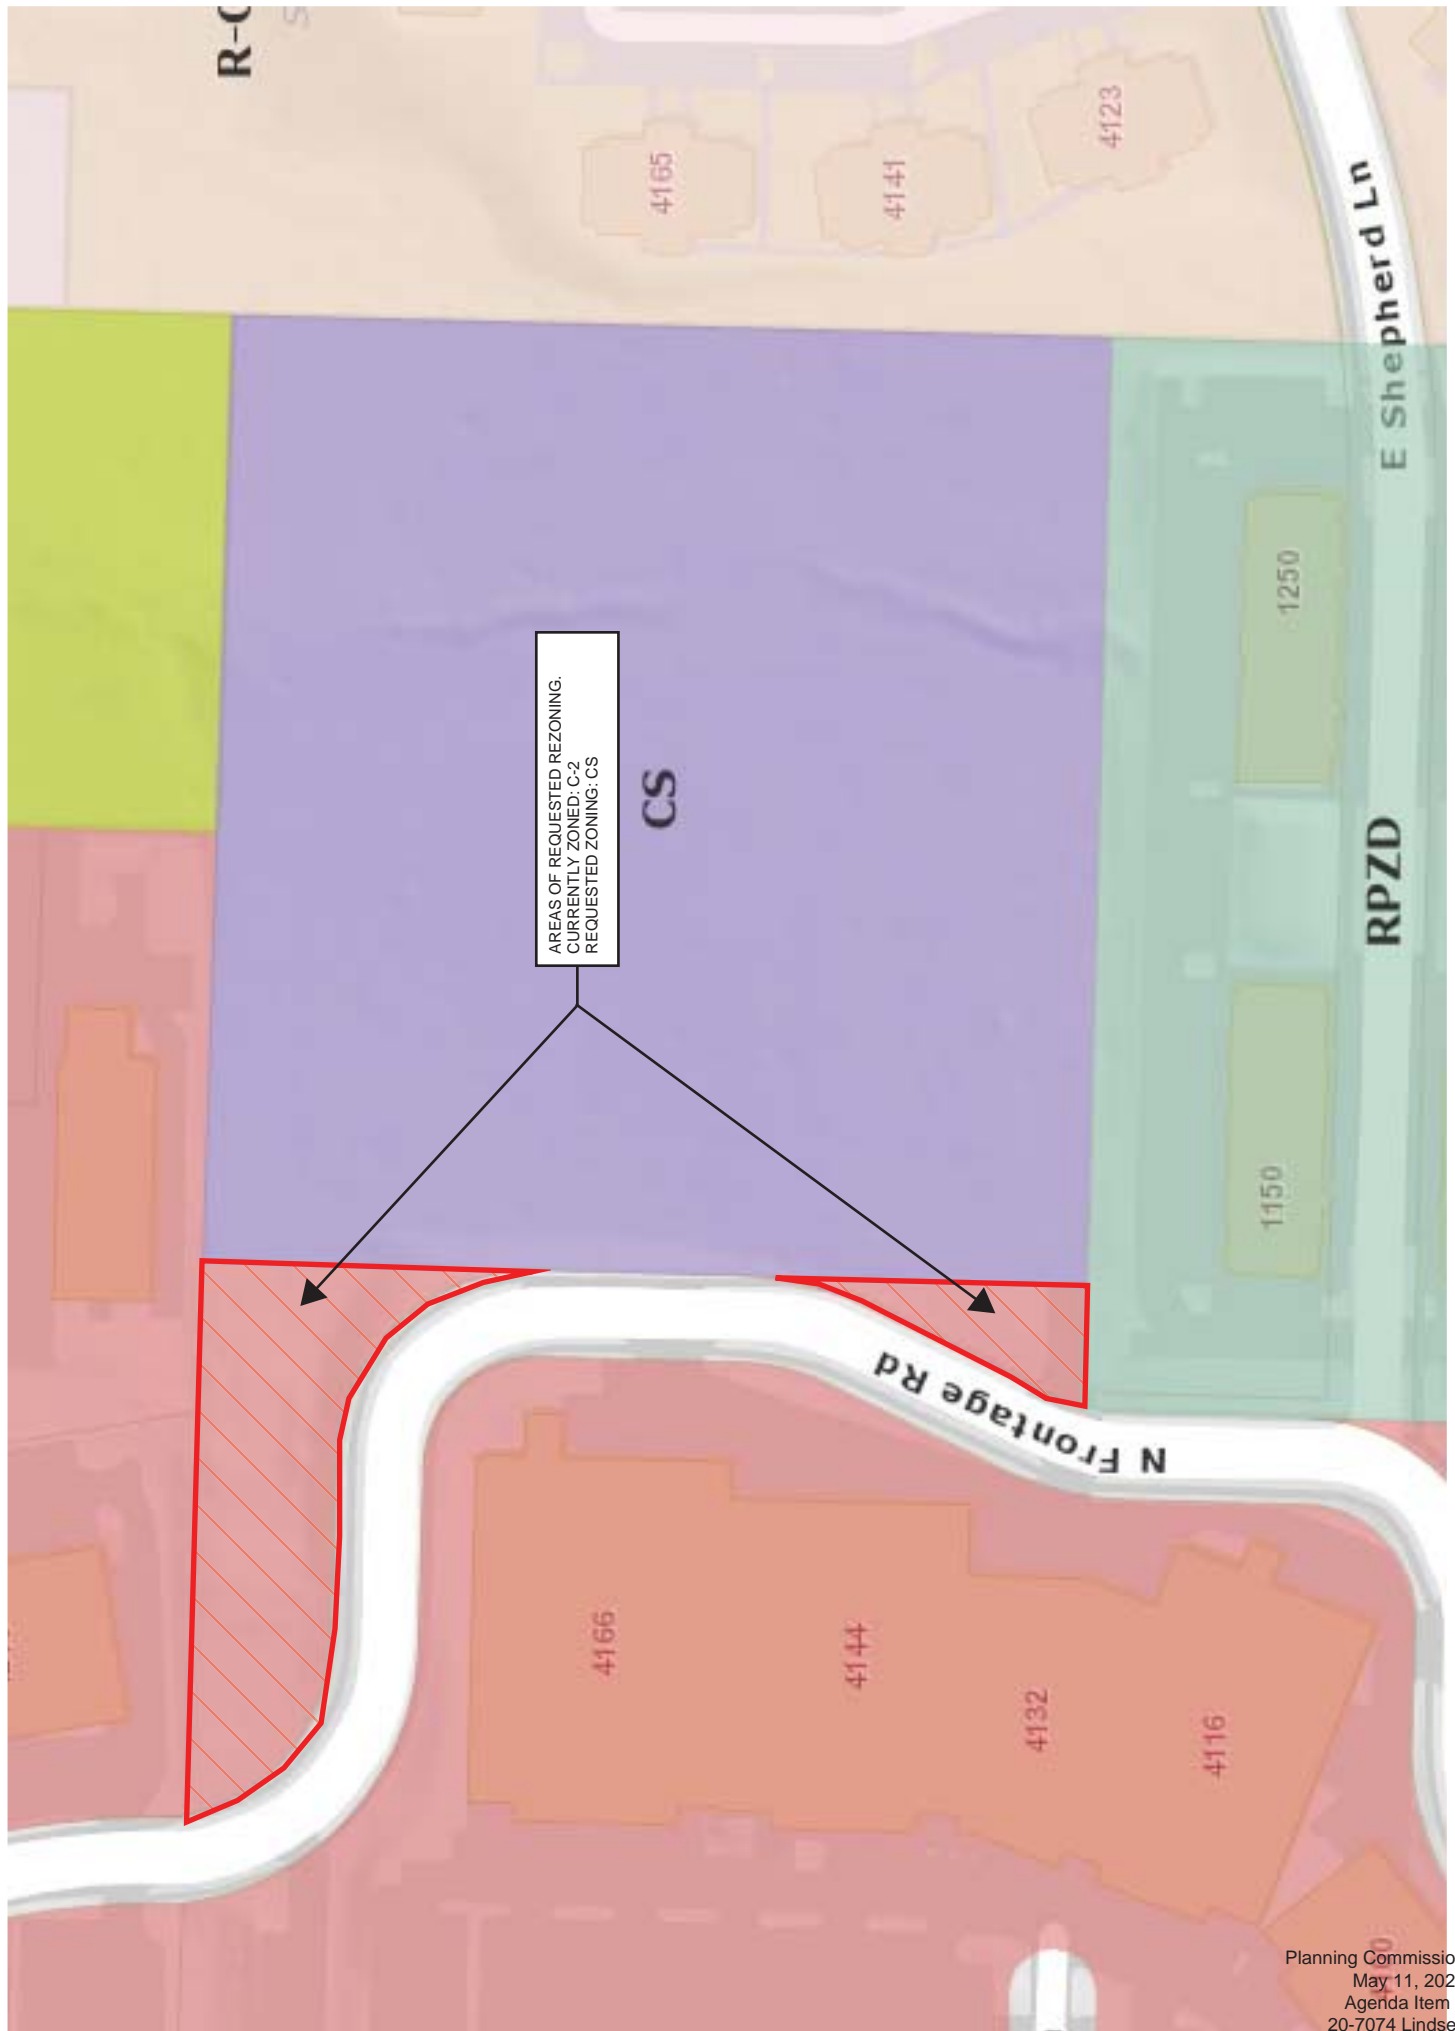 R-C
4165
4141
4123
E Shepherd Ln
AREAS OF REQUESTED REZONING.
CURRENTLY ZONED: C-2
REQUESTED ZONING: CS
CS
1250
RPZD
1150
N Frontage Rd
4166
4144
4132
4116
Planning Commissio
May 11, 202
Agenda Item
20-7074 Lindse